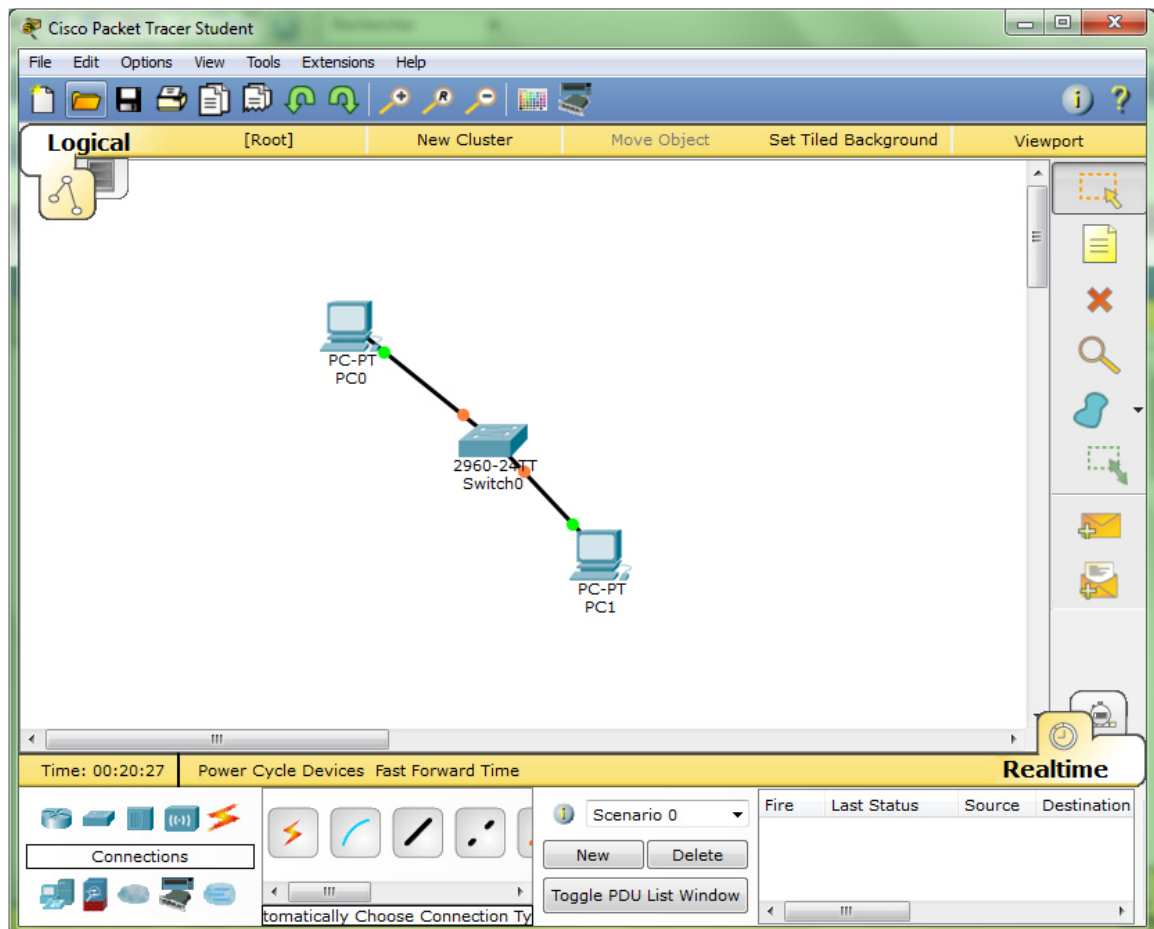 Cisco Packet Tracer Student
File Edit Options View Tools Extensions Help
Logical [Root] New Cluster Move Object Set Tiled Background Viewport
PC-PT
PC0
2960-24TT
Switch0
PC-PT
PC1
Time: 00:20:27 Power Cycle Devices Fast Forward Time Realtime
Scenario 0 Fire Last Status Source Destination
Connections New Delete
Toggle PDU List Window
tomatically Choose Connection Ty